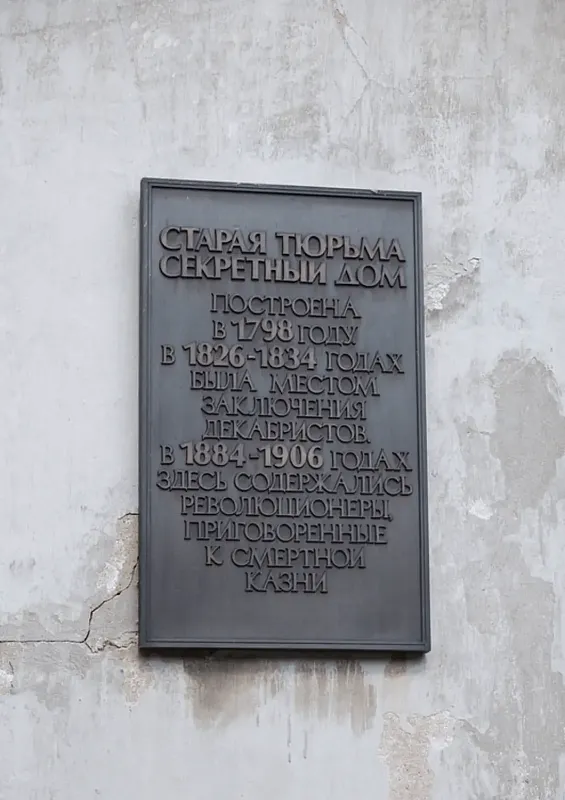 СТАРАЯ ТЮРЬМА
СЕКРЕТНЫЙ ДОМ
ПОСТРОЕНА
В 1798 ГОДУ
В 1826-1834 ГОДАХ
БЫЛА МЕСТОМ
ЗАКЛЮЧЕНИЯ
ДЕКАБРИСТОВ.
В 1884-1906 ГОДАХ
ЗДЕСЬ СОДЕРЖАЛИСЬ
РЕВОЛЮЦИОНЕРЫ,
ПРИГОВОРЕННЫЕ
К СМЕРТНОЙ
КАЗНИ